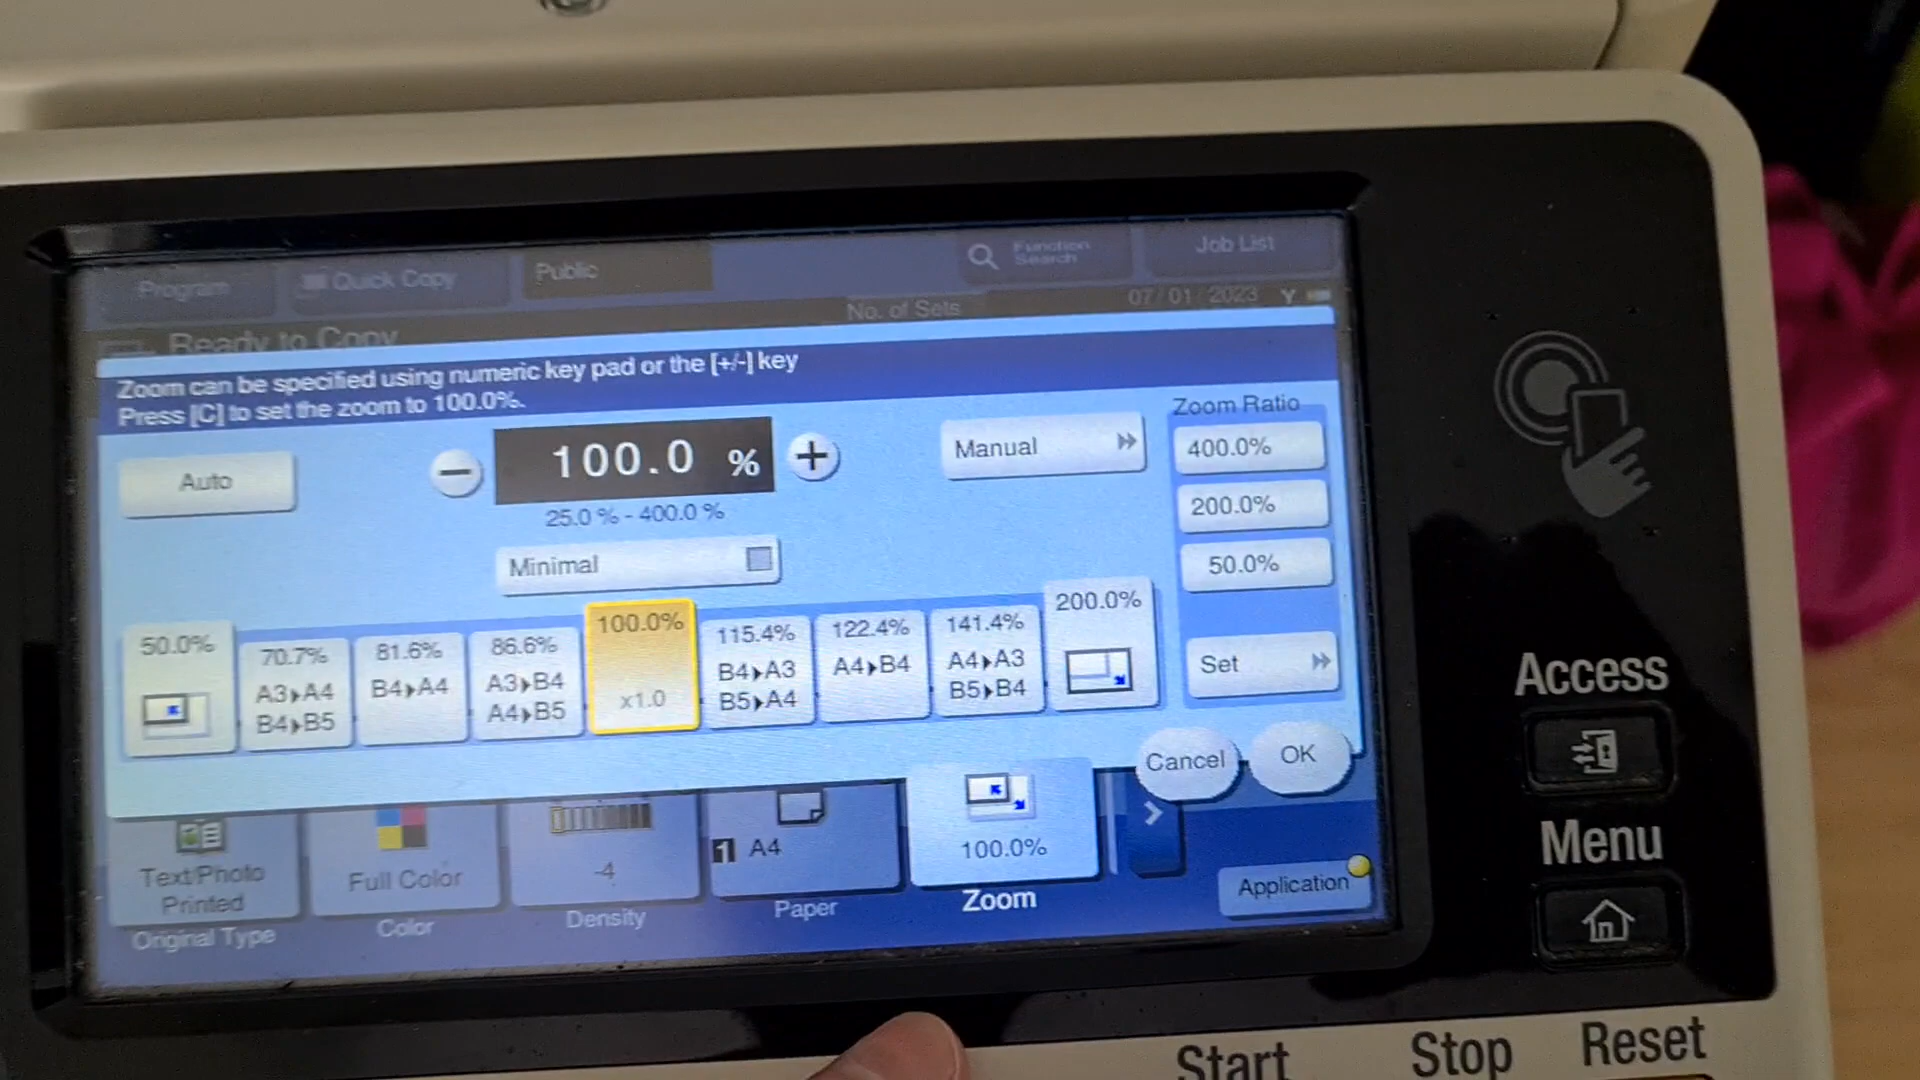 Program
Quick Copy
Public
Function Search
Job List
Ready to Copy
No. of Sets
07/01/2023 Y
Zoom can be specified using numeric key pad or the [+/-] key
Press [C] to set the zoom to 100.0%.
Auto
−
100.0 %
+
25.0 % - 400.0 %
Minimal
Manual
Zoom Ratio
400.0%
200.0%
50.0%
Set
50.0%
70.7%
A3▸A4
B4▸B5
81.6%
B4▸A4
86.6%
A3▸B4
A4▸B5
100.0%
x1.0
115.4%
B4▸A3
B5▸A4
122.4%
A4▸B4
141.4%
A4▸A3
B5▸B4
200.0%
Cancel
OK
Text/Photo
Printed
Original Type
Full Color
Color
-4
Density
1 A4
Paper
100.0%
Zoom
Application
Access
Menu
Start
Stop
Reset